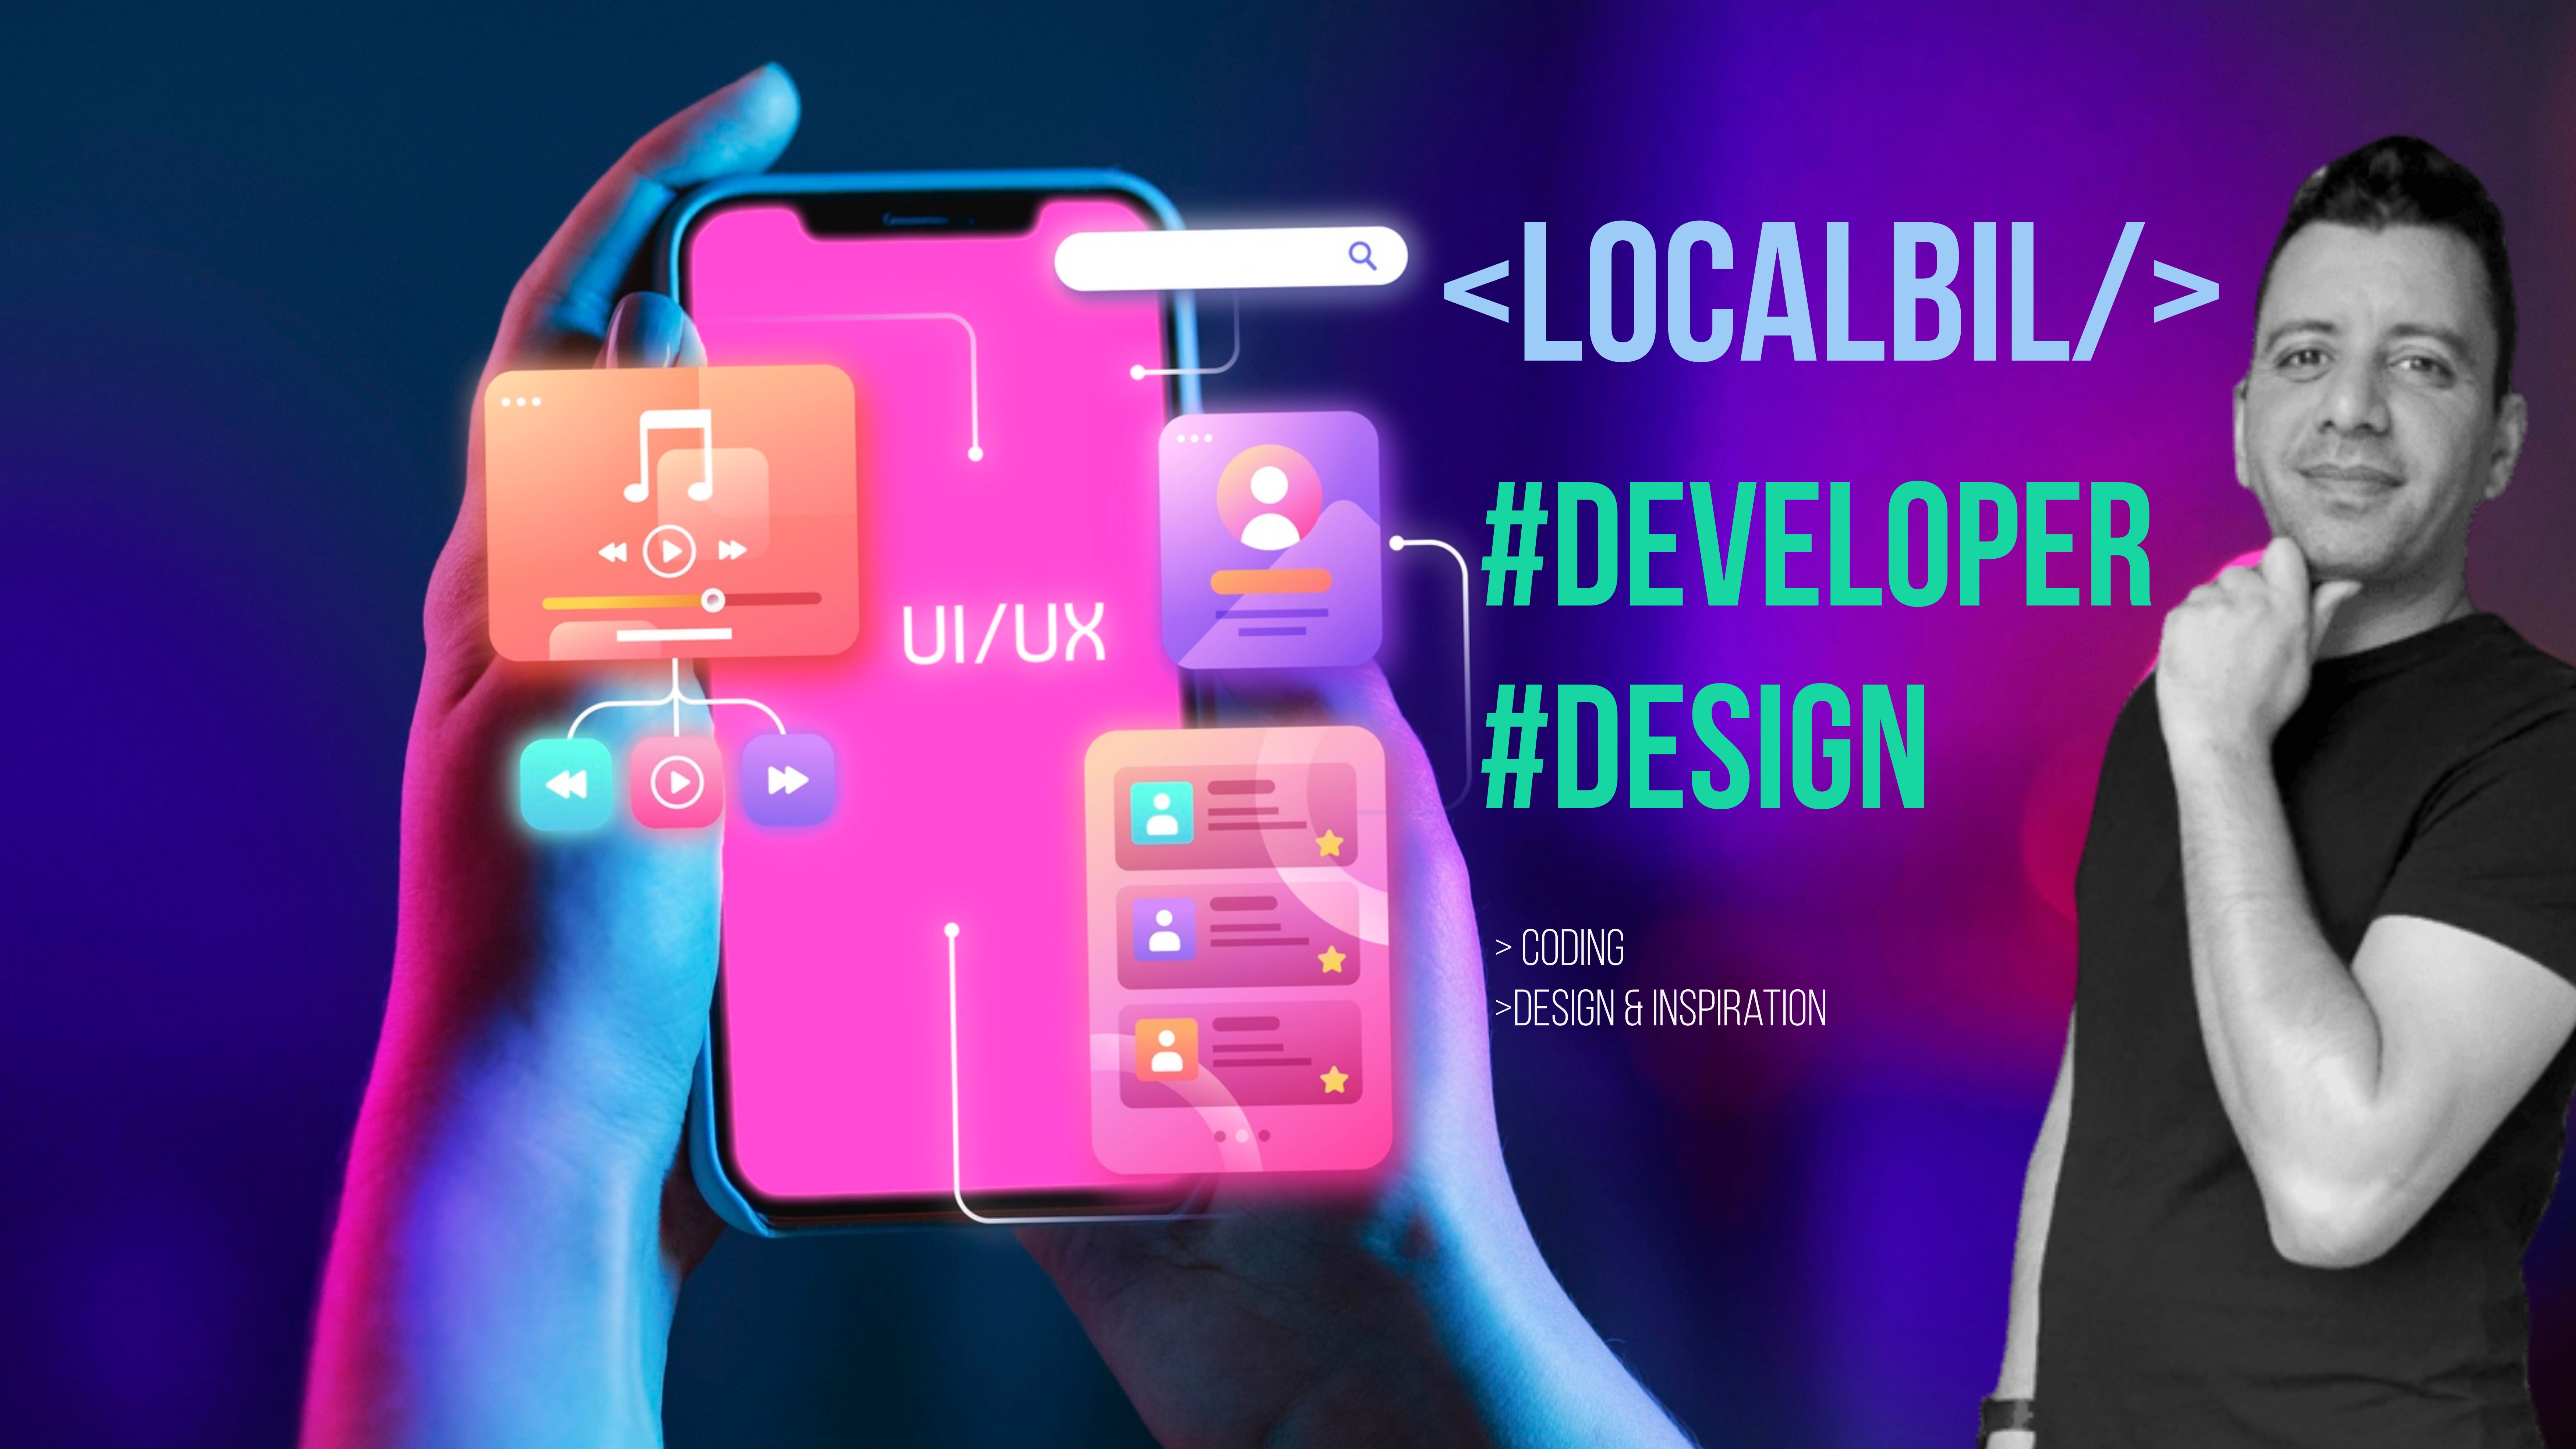 <LOCALBIL/>
UI/UX
#DEVELOPER
#DESIGN
> CODING
>DESIGN & INSPIRATION